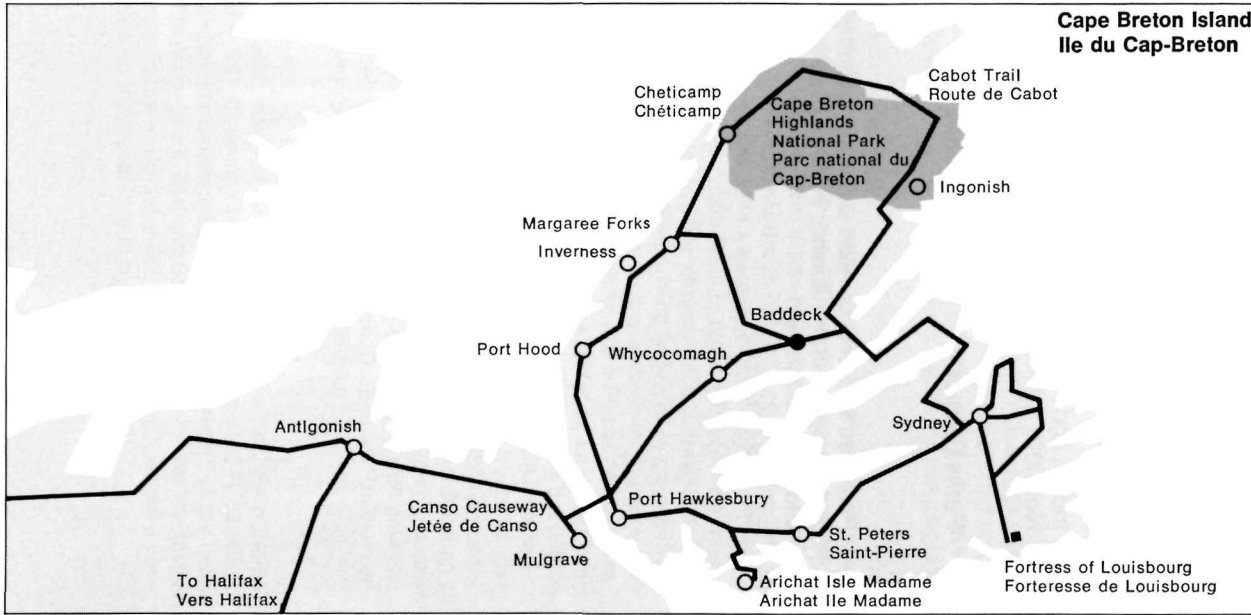 Cape Breton Island
Ile du Cap-Breton
Cabot Trail
Route de Cabot
Cheticamp
Chéticamp
Cape Breton
Highlands
National Park
Parc national du
Cap-Breton
Ingonish
Margaree Forks
Inverness
Baddeck
Port Hood
Whycocomagh
Sydney
AntIgonish
Port Hawkesbury
Canso Causeway
Jetée de Canso
Mulgrave
St. Peters
Saint-Pierre
Fortress of Louisbourg
Forteresse de Louisbourg
To Halifax
Vers Halifax
Arichat Isle Madame
Arichat Ile Madame